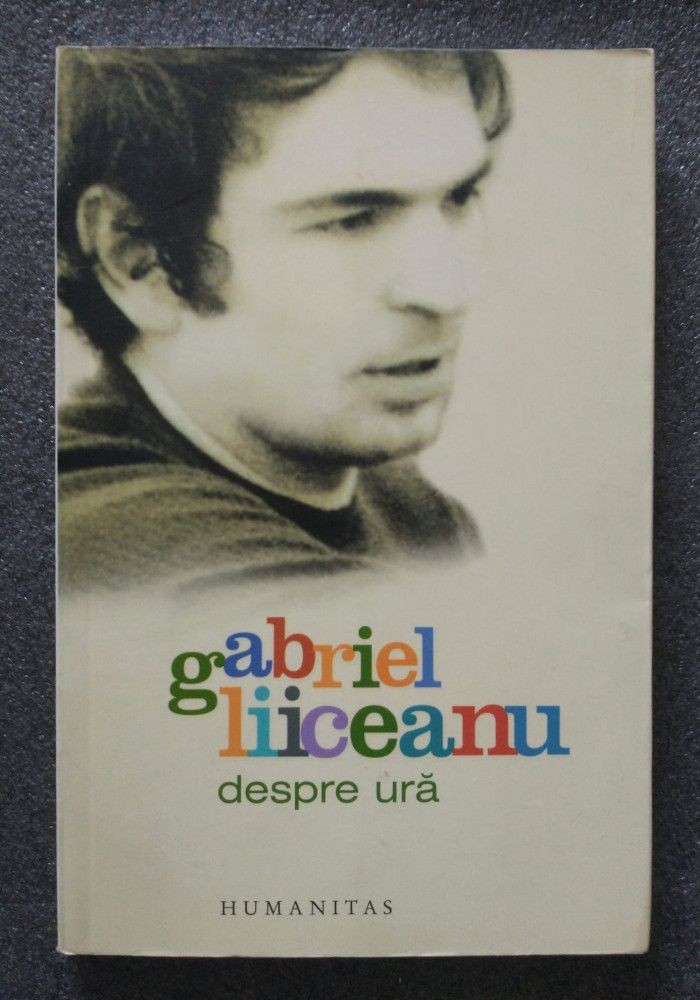 gabriel
liiceanu
despre ură
HUMANITAS